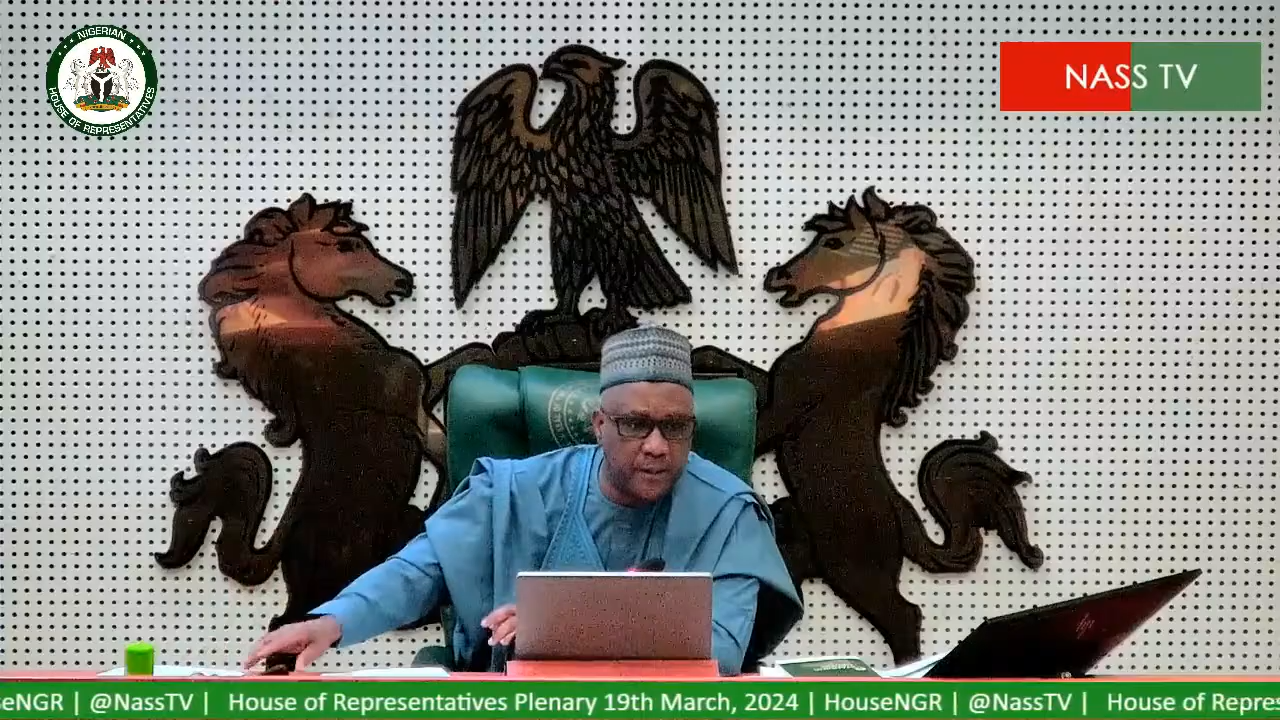 NIGERIAN
HOUSE OF REPRESENTATIVES
NASS TV
hp
eNGR | @NassTV | House of Representatives Plenary 19th March, 2024 | HouseNGR | @NassTV | House of Repres